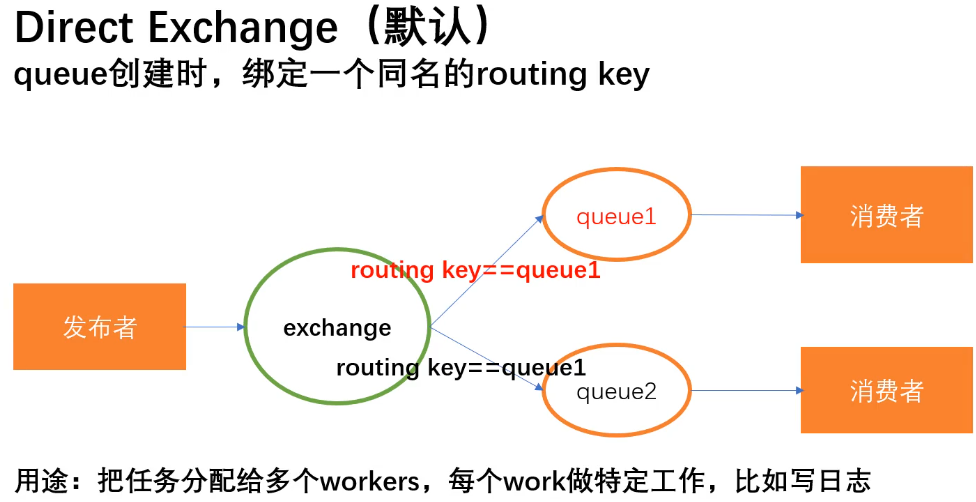 Direct Exchange（默认）
queue创建时，绑定一个同名的routing key
queue1
消费者
routing key==queue1
发布者
exchange
routing key==queue1
queue2
消费者
用途：把任务分配给多个workers，每个work做特定工作，比如写日志